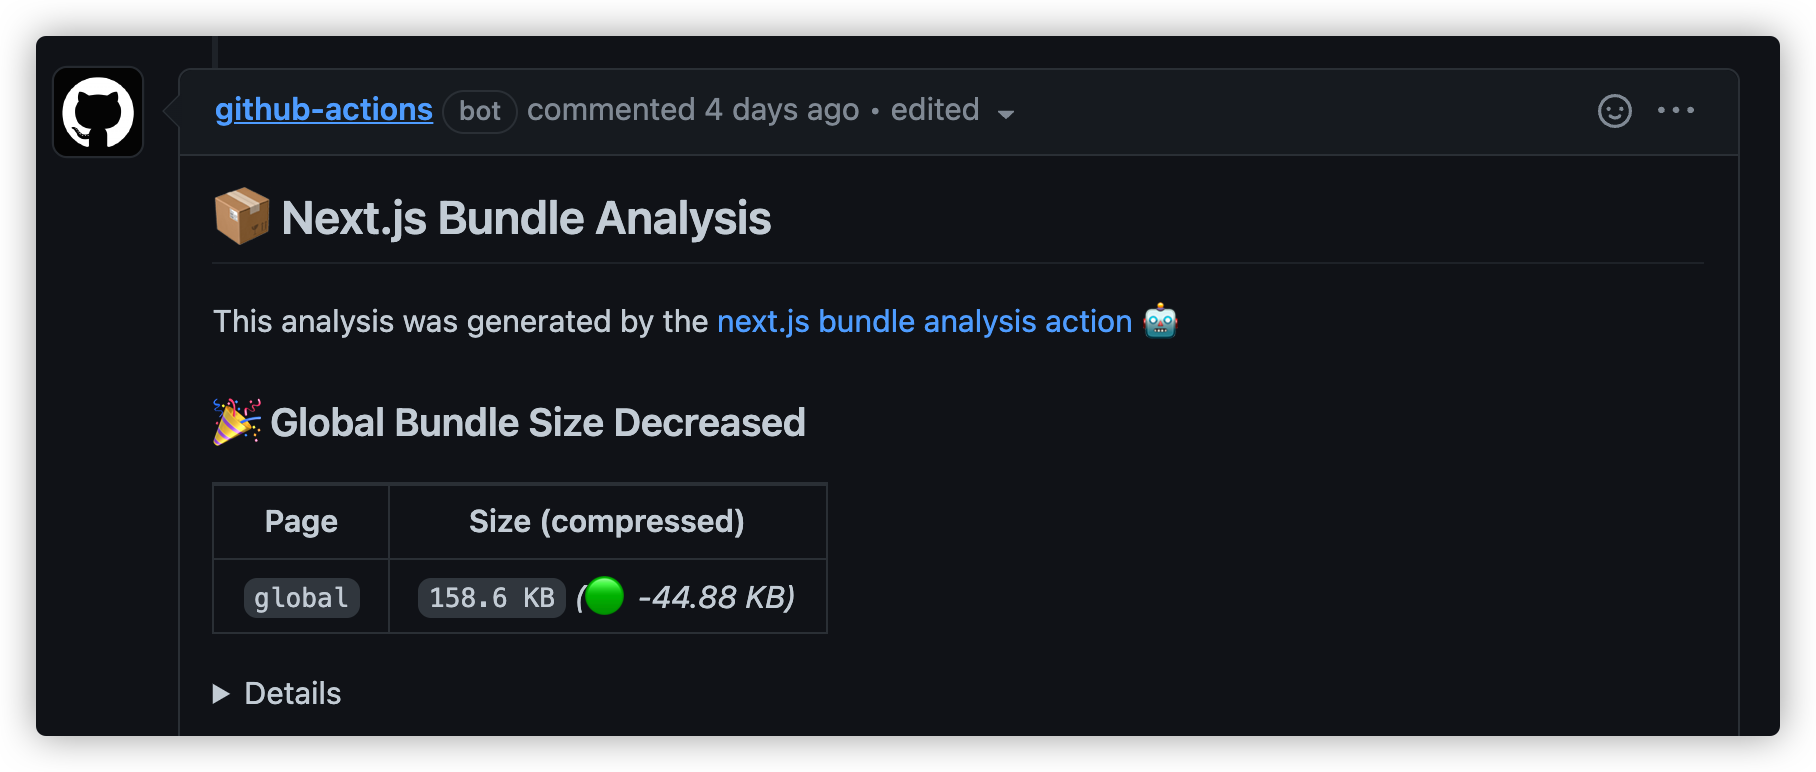 github-actions bot commented 4 days ago • edited
📦 Next.js Bundle Analysis
This analysis was generated by the next.js bundle analysis action 🤖
🎉 Global Bundle Size Decreased
Page Size (compressed)
global 158.6 KB (🟢 -44.88 KB)
Details